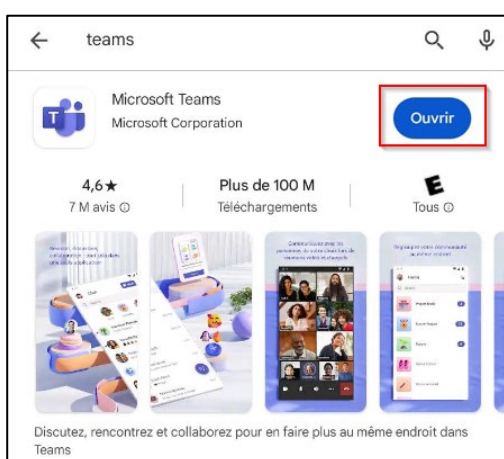 teams
Microsoft Teams
Microsoft Corporation
Ouvrir
4,6★
7 M avis
Plus de 100 M
Téléchargements
E
Tous
Discutez, rencontrez et collaborez pour en faire plus au même endroit dans
Teams